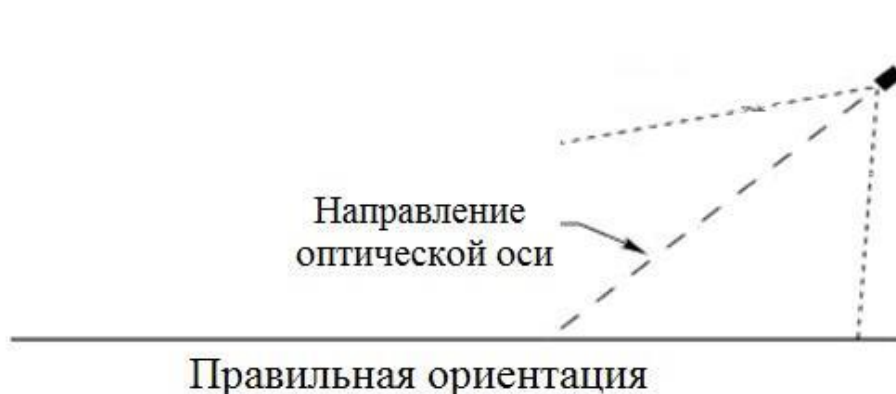 Направление
оптической оси
Правильная ориентация